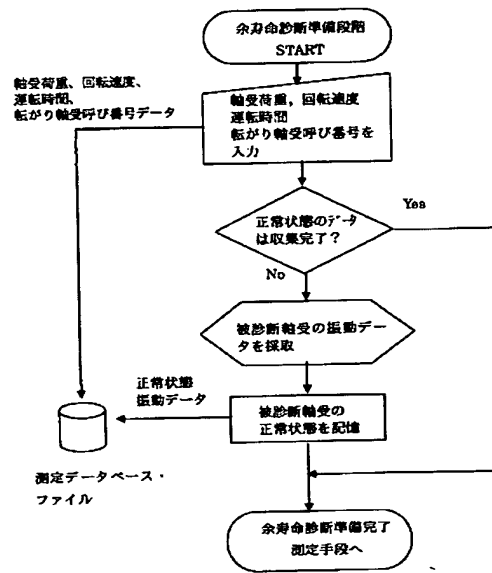 余寿命診断準備段階
START
軸受荷重、回転速度、
運転時間、
転がり軸受呼び番号データ
軸受荷重，回転速度
運転時間
転がり軸受呼び番号を
入力
正常状態のデータ
は収集完了？
Yes
No
被診断軸受の振動デー
タを採取
正常状態
振動データ
被診断軸受の
正常状態を記憶
測定データベース・
ファイル
余寿命診断準備完了
測定手段へ